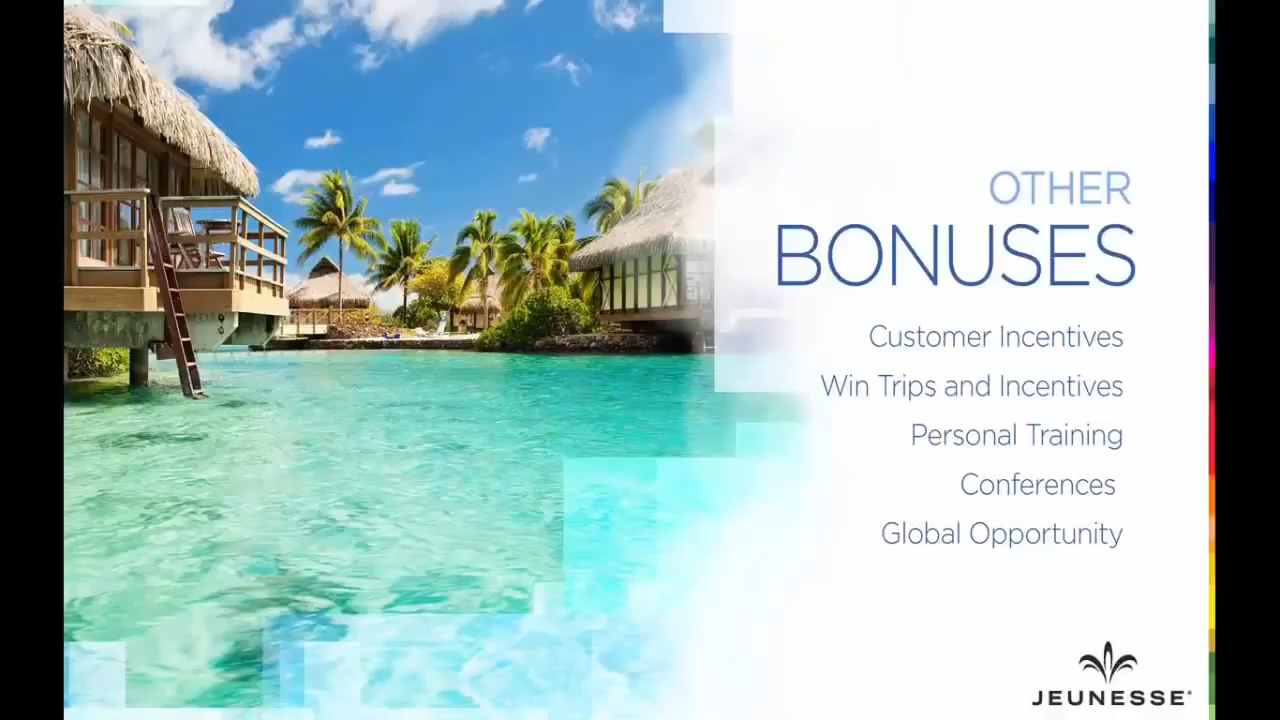 OTHER
BONUSES
Customer Incentives
Win Trips and Incentives
Personal Training
Conferences
Global Opportunity
JEUNESSE®